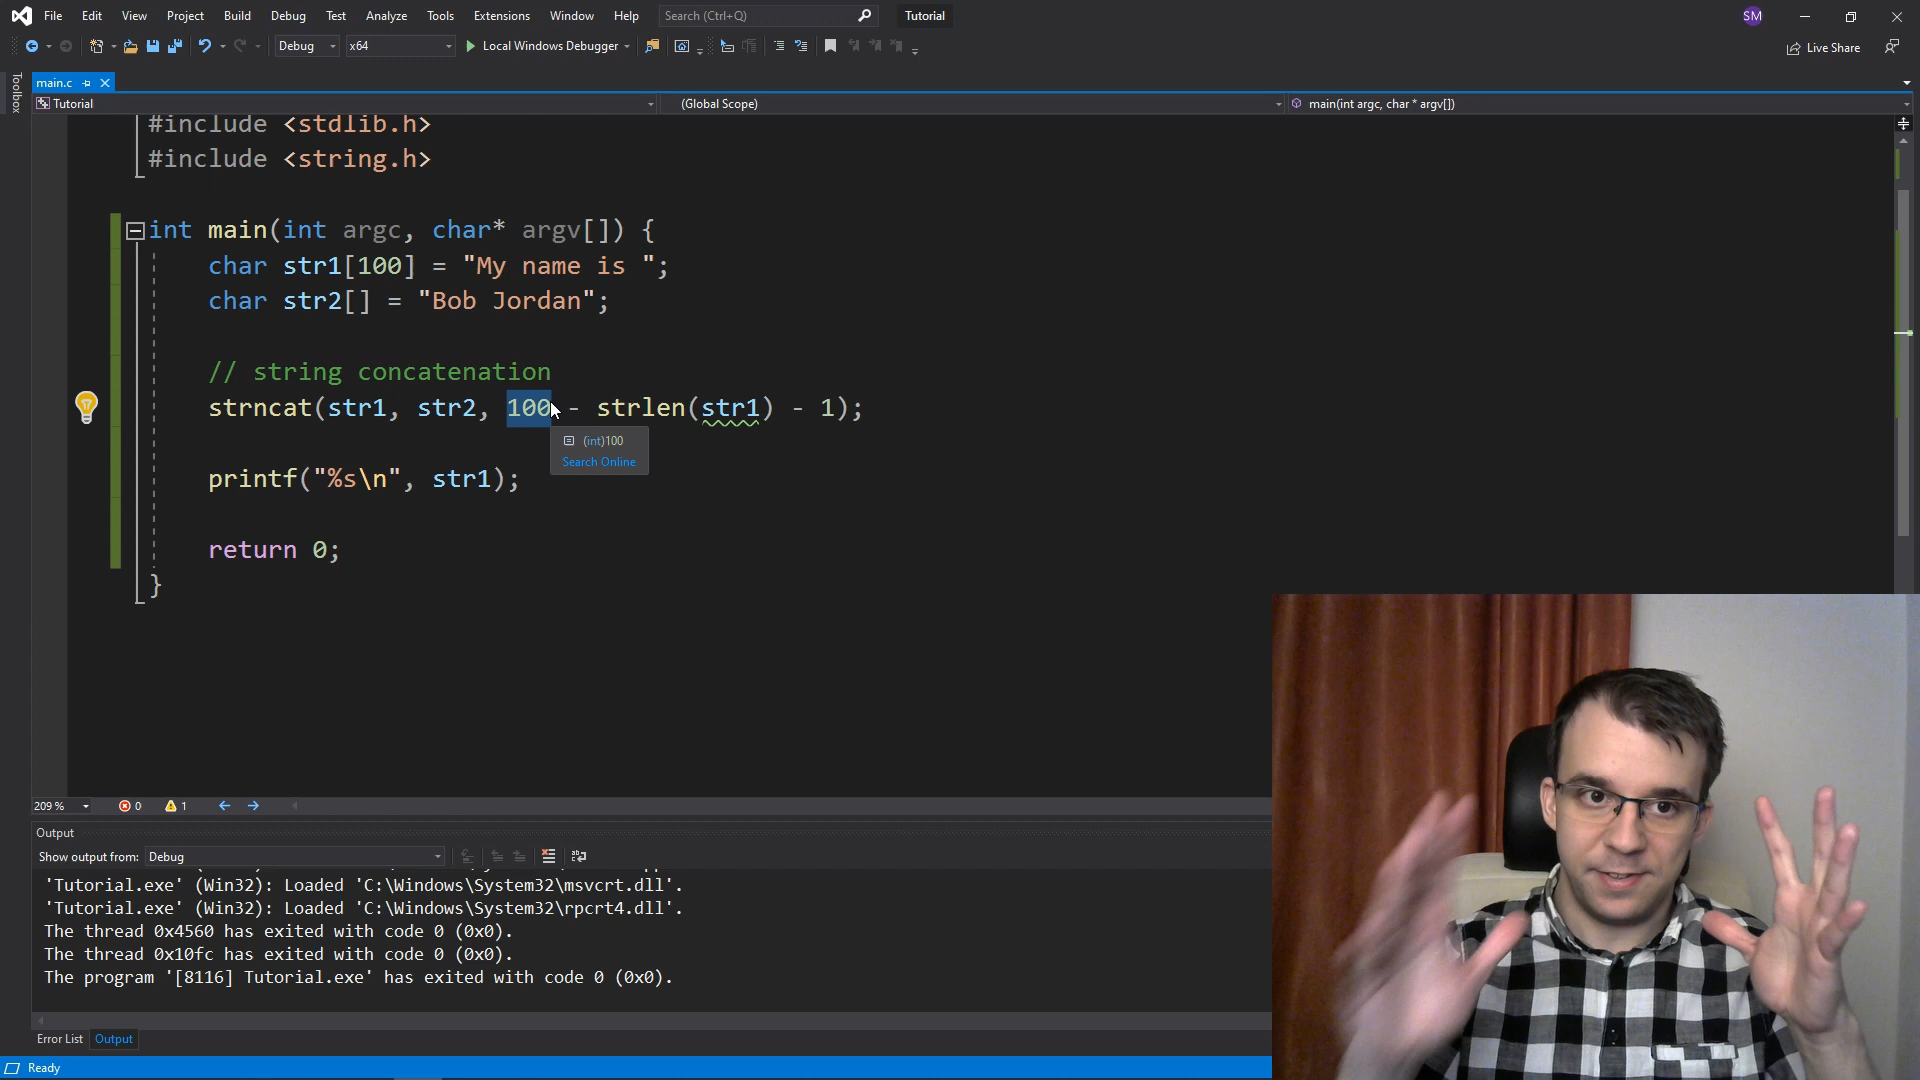 File Edit View Project Build Debug Test Analyze Tools Extensions Window Help Search (Ctrl+Q) Tutorial SM
Debug x64 Local Windows Debugger Live Share
Toolbox
main.c
Tutorial (Global Scope) main(int argc, char * argv[])
#include <stdlib.h>
#include <string.h>
int main(int argc, char* argv[]) {
char str1[100] = "My name is ";
char str2[] = "Bob Jordan";
// string concatenation
strncat(str1, str2, 100 - strlen(str1) - 1);
(int)100
Search Online
printf("%s\n", str1);
return 0;
}
209 % 0 1
Output
Show output from: Debug
'Tutorial.exe' (Win32): Loaded 'C:\Windows\System32\msvcrt.dll'.
'Tutorial.exe' (Win32): Loaded 'C:\Windows\System32\rpcrt4.dll'.
The thread 0x4560 has exited with code 0 (0x0).
The thread 0x10fc has exited with code 0 (0x0).
The program '[8116] Tutorial.exe' has exited with code 0 (0x0).
Error List Output
Ready